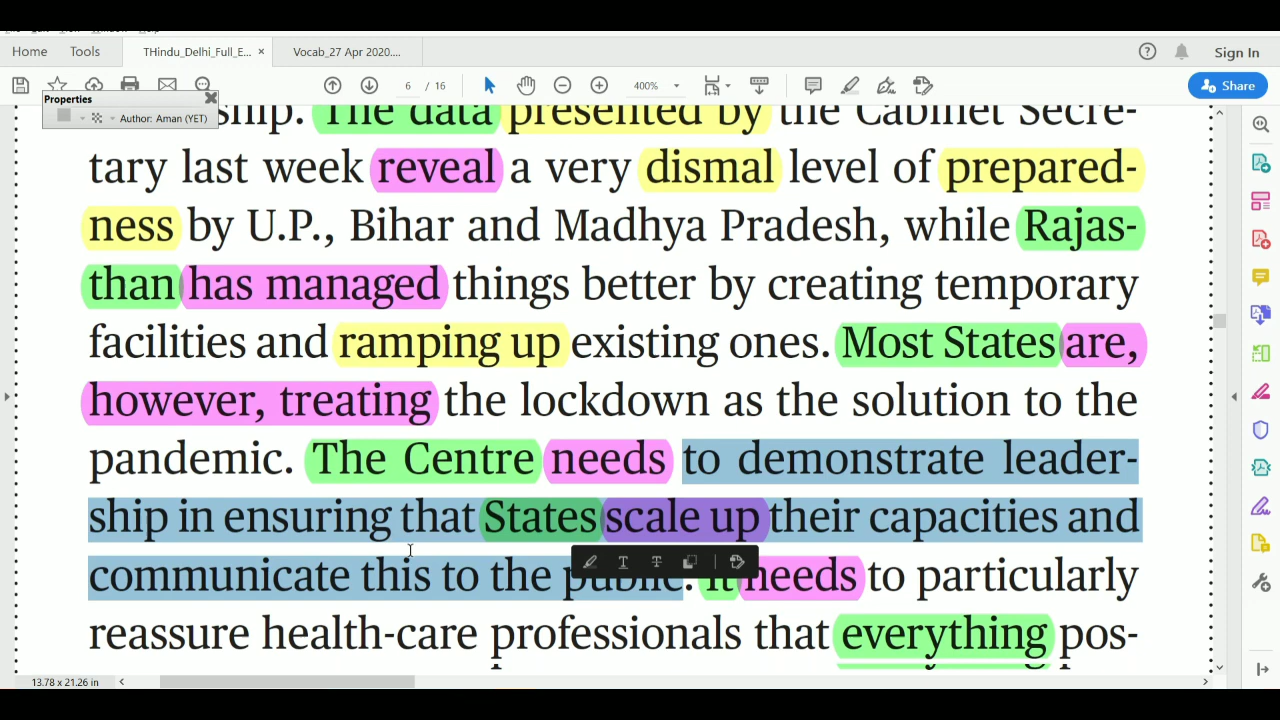 Home Tools THindu_Delhi_Full_E... × Vocab_27 Apr 2020.... Sign In
6 / 16 400% Share
Properties
Author: Aman (YET)
ship. The data presented by the Cabinet Secre-
tary last week reveal a very dismal level of prepared-
ness by U.P., Bihar and Madhya Pradesh, while Rajas-
than has managed things better by creating temporary
facilities and ramping up existing ones. Most States are,
however, treating the lockdown as the solution to the
pandemic. The Centre needs to demonstrate leader-
ship in ensuring that States scale up their capacities and
communicate this to the public. It needs to particularly
reassure health-care professionals that everything pos-
13.78 x 21.26 in